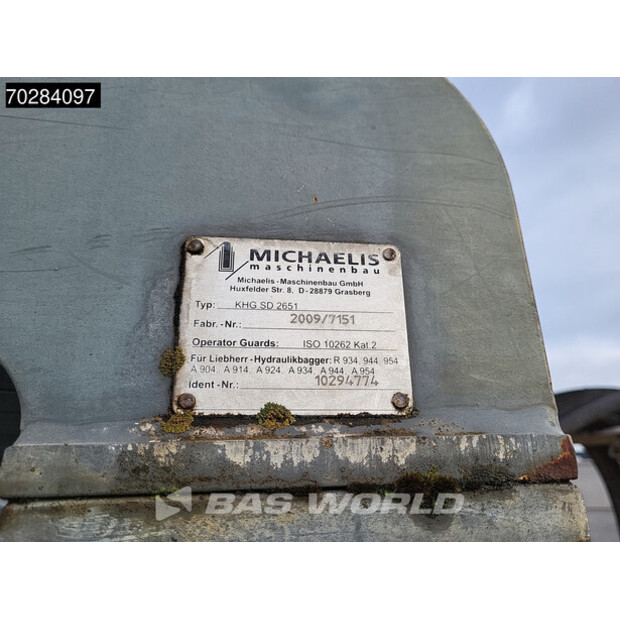 70284097
MICHAELIS
maschinenbau
Michaelis-Maschinenbau GmbH
Huxfelder Str. 8, D-28879 Grasberg
Typ: KHG SD 2651
Fabr.-Nr.: 2009/7151
Operator Guards: ISO 10262 Kat.2
Für Liebherr-Hydraulikbagger: R 934, 944, 954
A 904, A 914, A 924, A 934, A 944, A 954
Ident-Nr.: 10294774
BAS WORLD